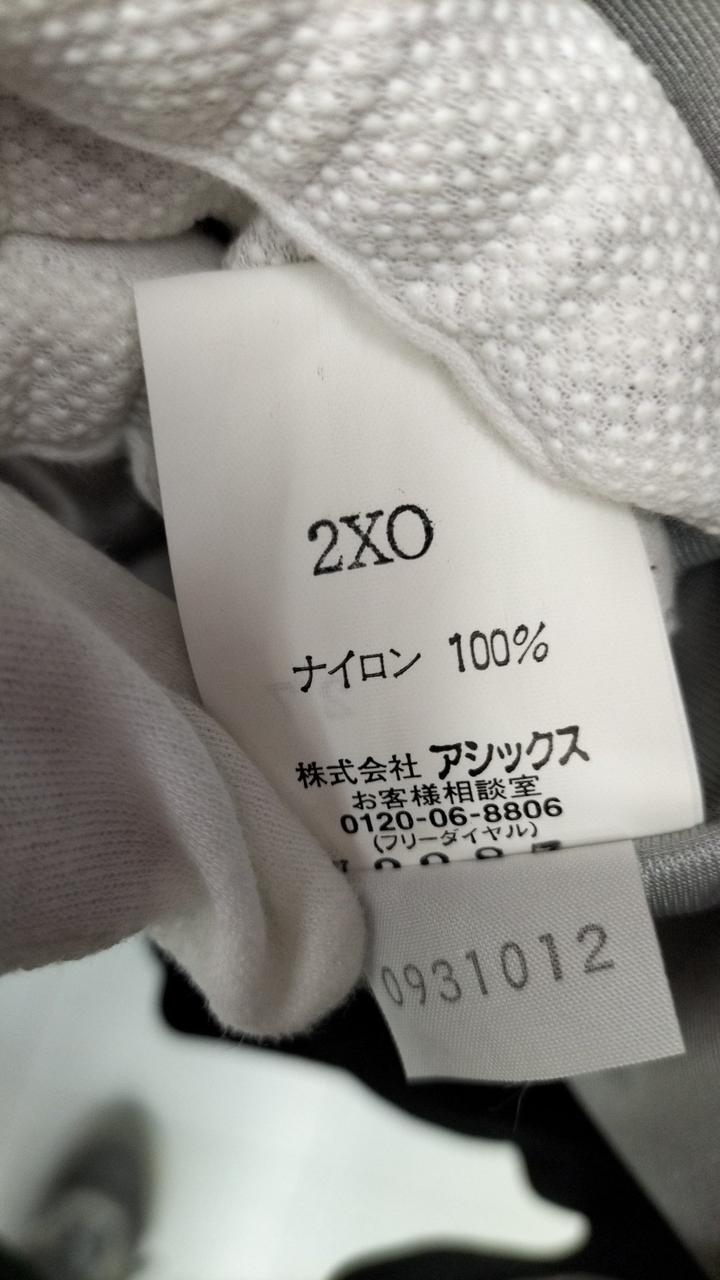 2XO
ナイロン 100%
株式会社 アシックス
お客様相談室
0120-06-8806
(フリーダイヤル)
0931012